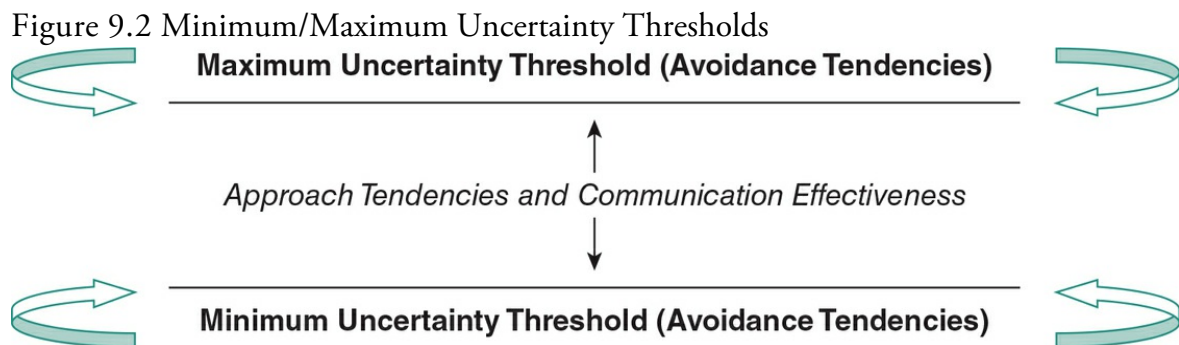 Figure 9.2 Minimum/Maximum Uncertainty Thresholds
Maximum Uncertainty Threshold (Avoidance Tendencies)
Approach Tendencies and Communication Effectiveness
Minimum Uncertainty Threshold (Avoidance Tendencies)